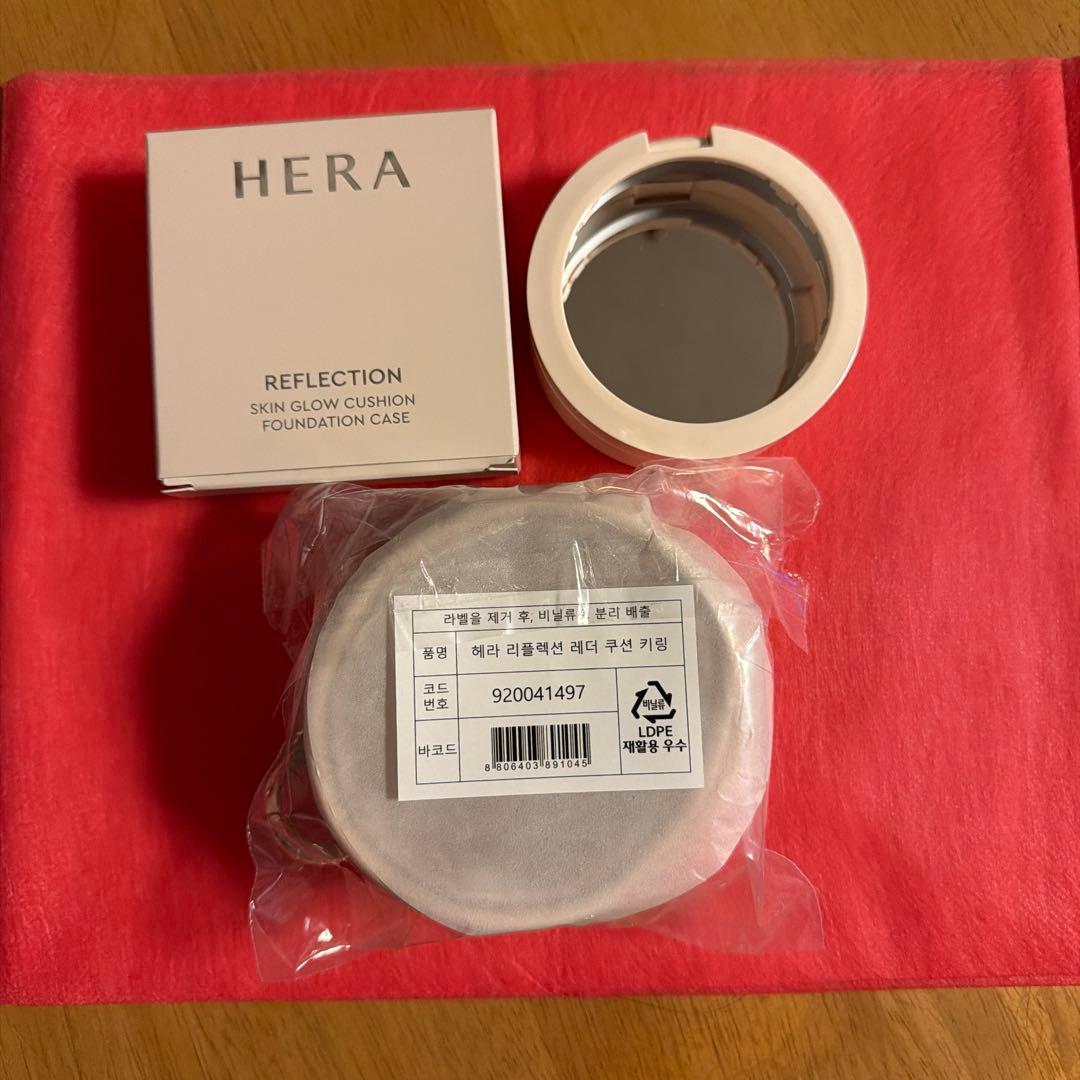 HERA
REFLECTION
SKIN GLOW CUSHION
FOUNDATION CASE
라벨을 제거 후, 비닐류로 분리 배출
품명 헤라 리플렉션 레더 쿠션 키링
코드
번호
920041497
비닐류
LDPE
재활용 우수
바코드
8 806403 891045